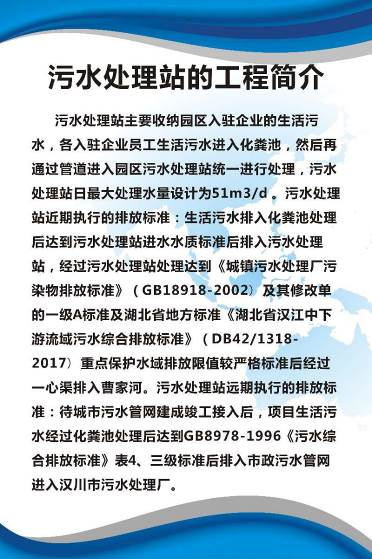 污水处理站的工程简介
污水处理站主要收纳园区入驻企业的生活污
水，各入驻企业员工生活污水进入化粪池，然后再
通过管道进入园区污水处理站统一进行处理，污水
处理站日最大处理水量设计为51m3/d。污水处理
站近期执行的排放标准：生活污水排入化粪池处理
后达到污水处理站进水水质标准后排入污水处理
站，经过污水处理站处理达到《城镇污水处理厂污
染物排放标准》（GB18918-2002）及其修改单
的一级A标准及湖北省地方标准《湖北省汉江中下
游流域污水综合排放标准》（DB42/1318-
2017）重点保护水域排放限值较严格标准后经过
一心渠排入曹家河。污水处理站远期执行的排放标
准：待城市污水管网建成竣工接入后，项目生活污
水经过化粪池处理后达到GB8978-1996《污水综
合排放标准》表4、三级标准后排入市政污水管网
进入汉川市污水处理厂。